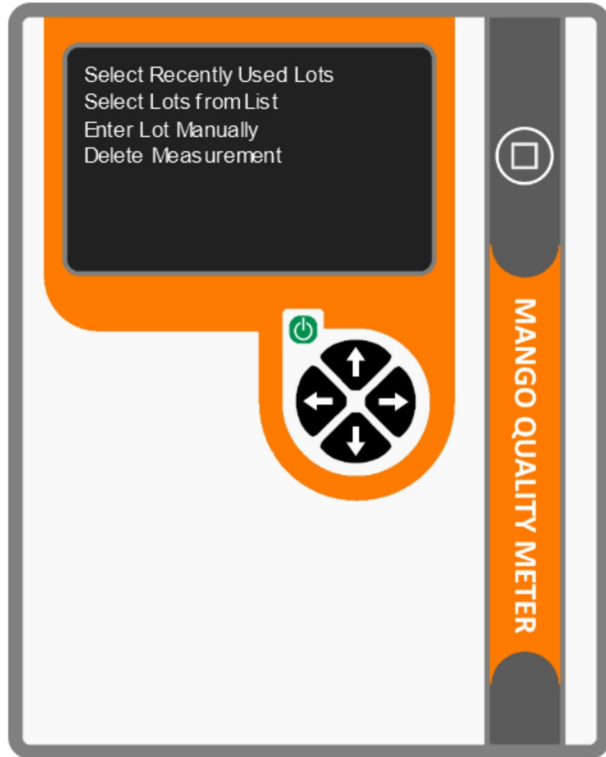 Select Recently Used Lots
Select Lots from List
Enter Lot Manually
Delete Measurement
MANGO QUALITY METER